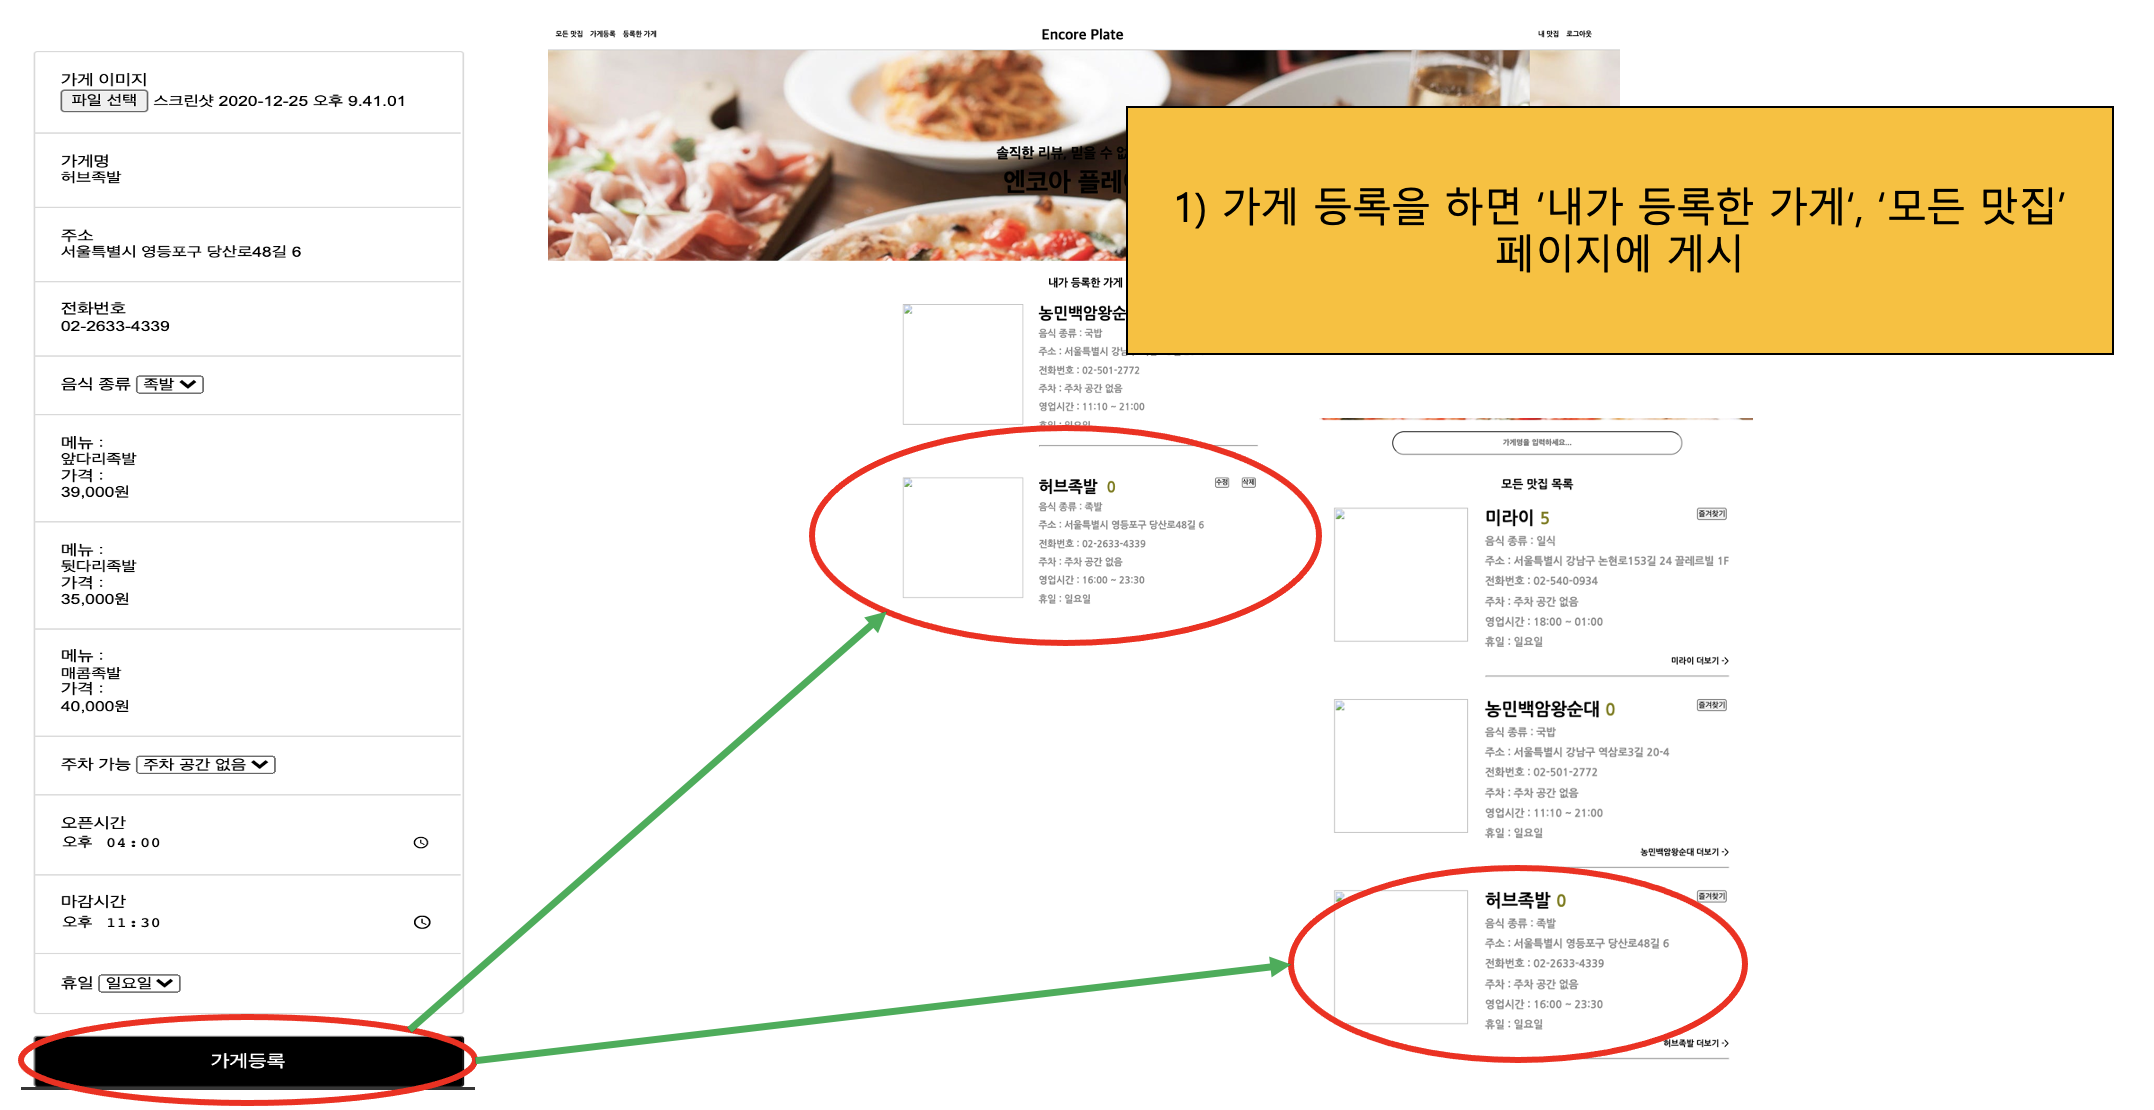 가게 이미지
파일 선택 스크린샷 2020-12-25 오후 9.41.01
가게명
허브족발
주소
서울특별시 영등포구 당산로48길 6
전화번호
02-2633-4339
음식 종류 족발
메뉴 :
앞다리족발
가격 :
39,000원
메뉴 :
뒷다리족발
가격 :
35,000원
메뉴 :
매콤족발
가격 :
40,000원
주차 가능 주차 공간 없음
오픈시간
오후 04:00
마감시간
오후 11:30
휴일 일요일
가게등록
모든 맛집 가게등록 등록한 가게
Encore Plate
내 맛집 로그아웃
솔직한 리뷰, 믿을 수
엔코아 플레
1) 가게 등록을 하면 ‘내가 등록한 가게‘, ‘모든 맛집’
페이지에 게시
내가 등록한 가게
농민백암왕순
음식 종류 : 국밥
주소 : 서울특별시 강남
전화번호 : 02-501-2772
주차 : 주차 공간 없음
영업시간 : 11:10 ~ 21:00
휴일 : 일요일
허브족발 0
수정 삭제
음식 종류 : 족발
주소 : 서울특별시 영등포구 당산로48길 6
전화번호 : 02-2633-4339
주차 : 주차 공간 없음
영업시간 : 16:00 ~ 23:30
휴일 : 일요일
가게명을 입력하세요...
모든 맛집 목록
미라이 5
즐겨찾기
음식 종류 : 일식
주소 : 서울특별시 강남구 논현로153길 24 끌레르빌 1F
전화번호 : 02-540-0934
주차 : 주차 공간 없음
영업시간 : 18:00 ~ 01:00
휴일 : 일요일
미라이 더보기 ->
농민백암왕순대 0
즐겨찾기
음식 종류 : 국밥
주소 : 서울특별시 강남구 역삼로3길 20-4
전화번호 : 02-501-2772
주차 : 주차 공간 없음
영업시간 : 11:10 ~ 21:00
휴일 : 일요일
농민백암왕순대 더보기 ->
허브족발 0
즐겨찾기
음식 종류 : 족발
주소 : 서울특별시 영등포구 당산로48길 6
전화번호 : 02-2633-4339
주차 : 주차 공간 없음
영업시간 : 16:00 ~ 23:30
휴일 : 일요일
허브족발 더보기 ->